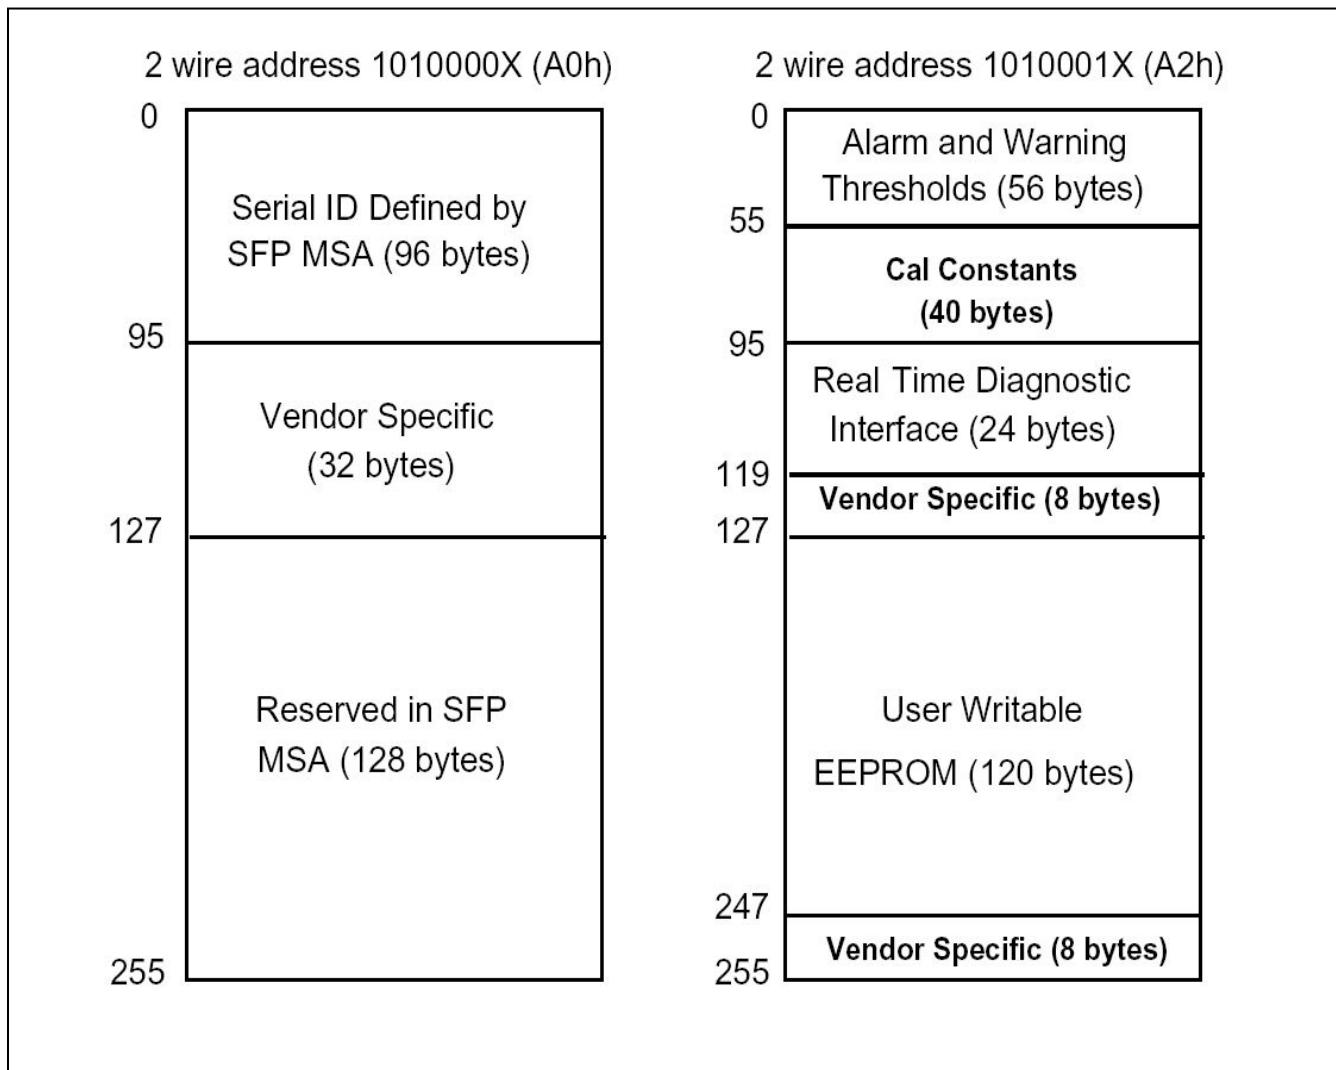 2 wire address 1010000X (A0h)
0
Serial ID Defined by
SFP MSA (96 bytes)
95
Vendor Specific
(32 bytes)
127
Reserved in SFP
MSA (128 bytes)
255
2 wire address 1010001X (A2h)
0
Alarm and Warning
Thresholds (56 bytes)
55
Cal Constants
(40 bytes)
95
Real Time Diagnostic
Interface (24 bytes)
119
Vendor Specific (8 bytes)
127
User Writable
EEPROM (120 bytes)
247
Vendor Specific (8 bytes)
255